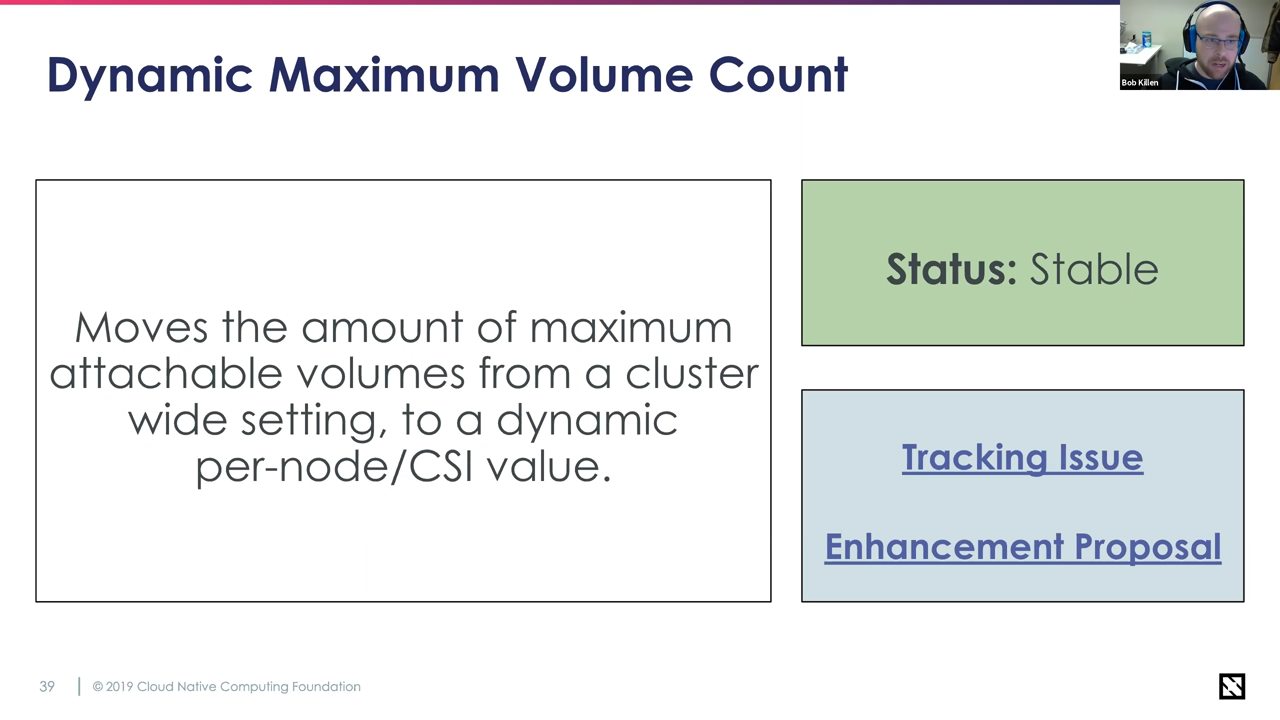 Dynamic Maximum Volume Count
Bob Killen
Moves the amount of maximum
attachable volumes from a cluster
wide setting, to a dynamic
per-node/CSI value.
Status: Stable
Tracking Issue
Enhancement Proposal
39
© 2019 Cloud Native Computing Foundation